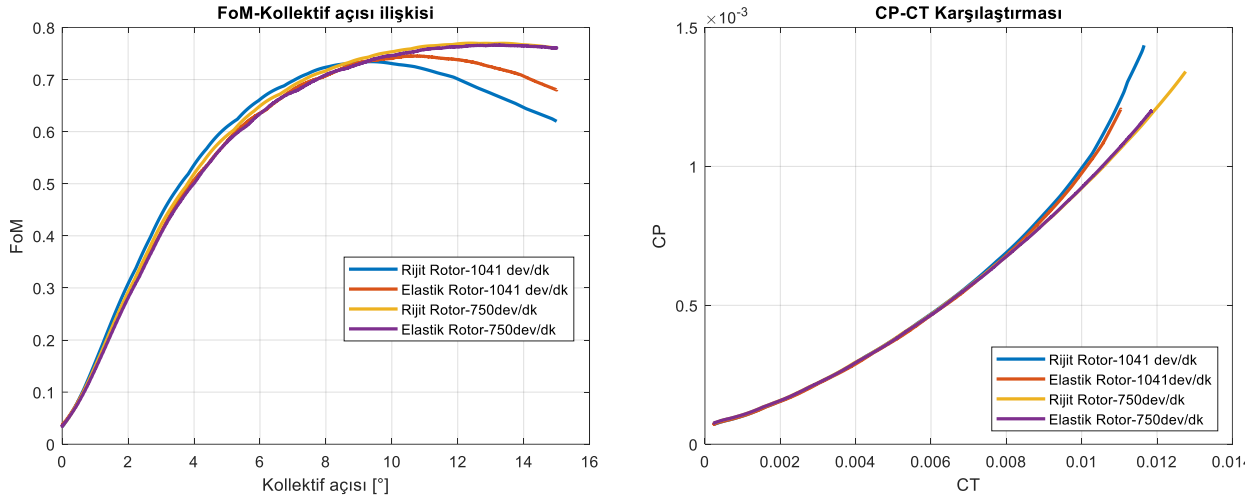 FoM-Kollektif açısı ilişkisi
0.8
0.7
0.6
0.5
0.4
0.3
0.2
0.1
0
FoM
Rijit Rotor-1041 dev/dk
Elastik Rotor-1041 dev/dk
Rijit Rotor-750dev/dk
Elastik Rotor-750dev/dk
0 2 4 6 8 10 12 14 16
Kollektif açısı [°]
CP-CT Karşılaştırması
×10⁻³
1.5
1
0.5
0
CP
Rijit Rotor-1041 dev/dk
Elastik Rotor-1041dev/dk
Rijit Rotor-750dev/dk
Elastik Rotor-750dev/dk
0 0.002 0.004 0.006 0.008 0.01 0.012 0.014
CT